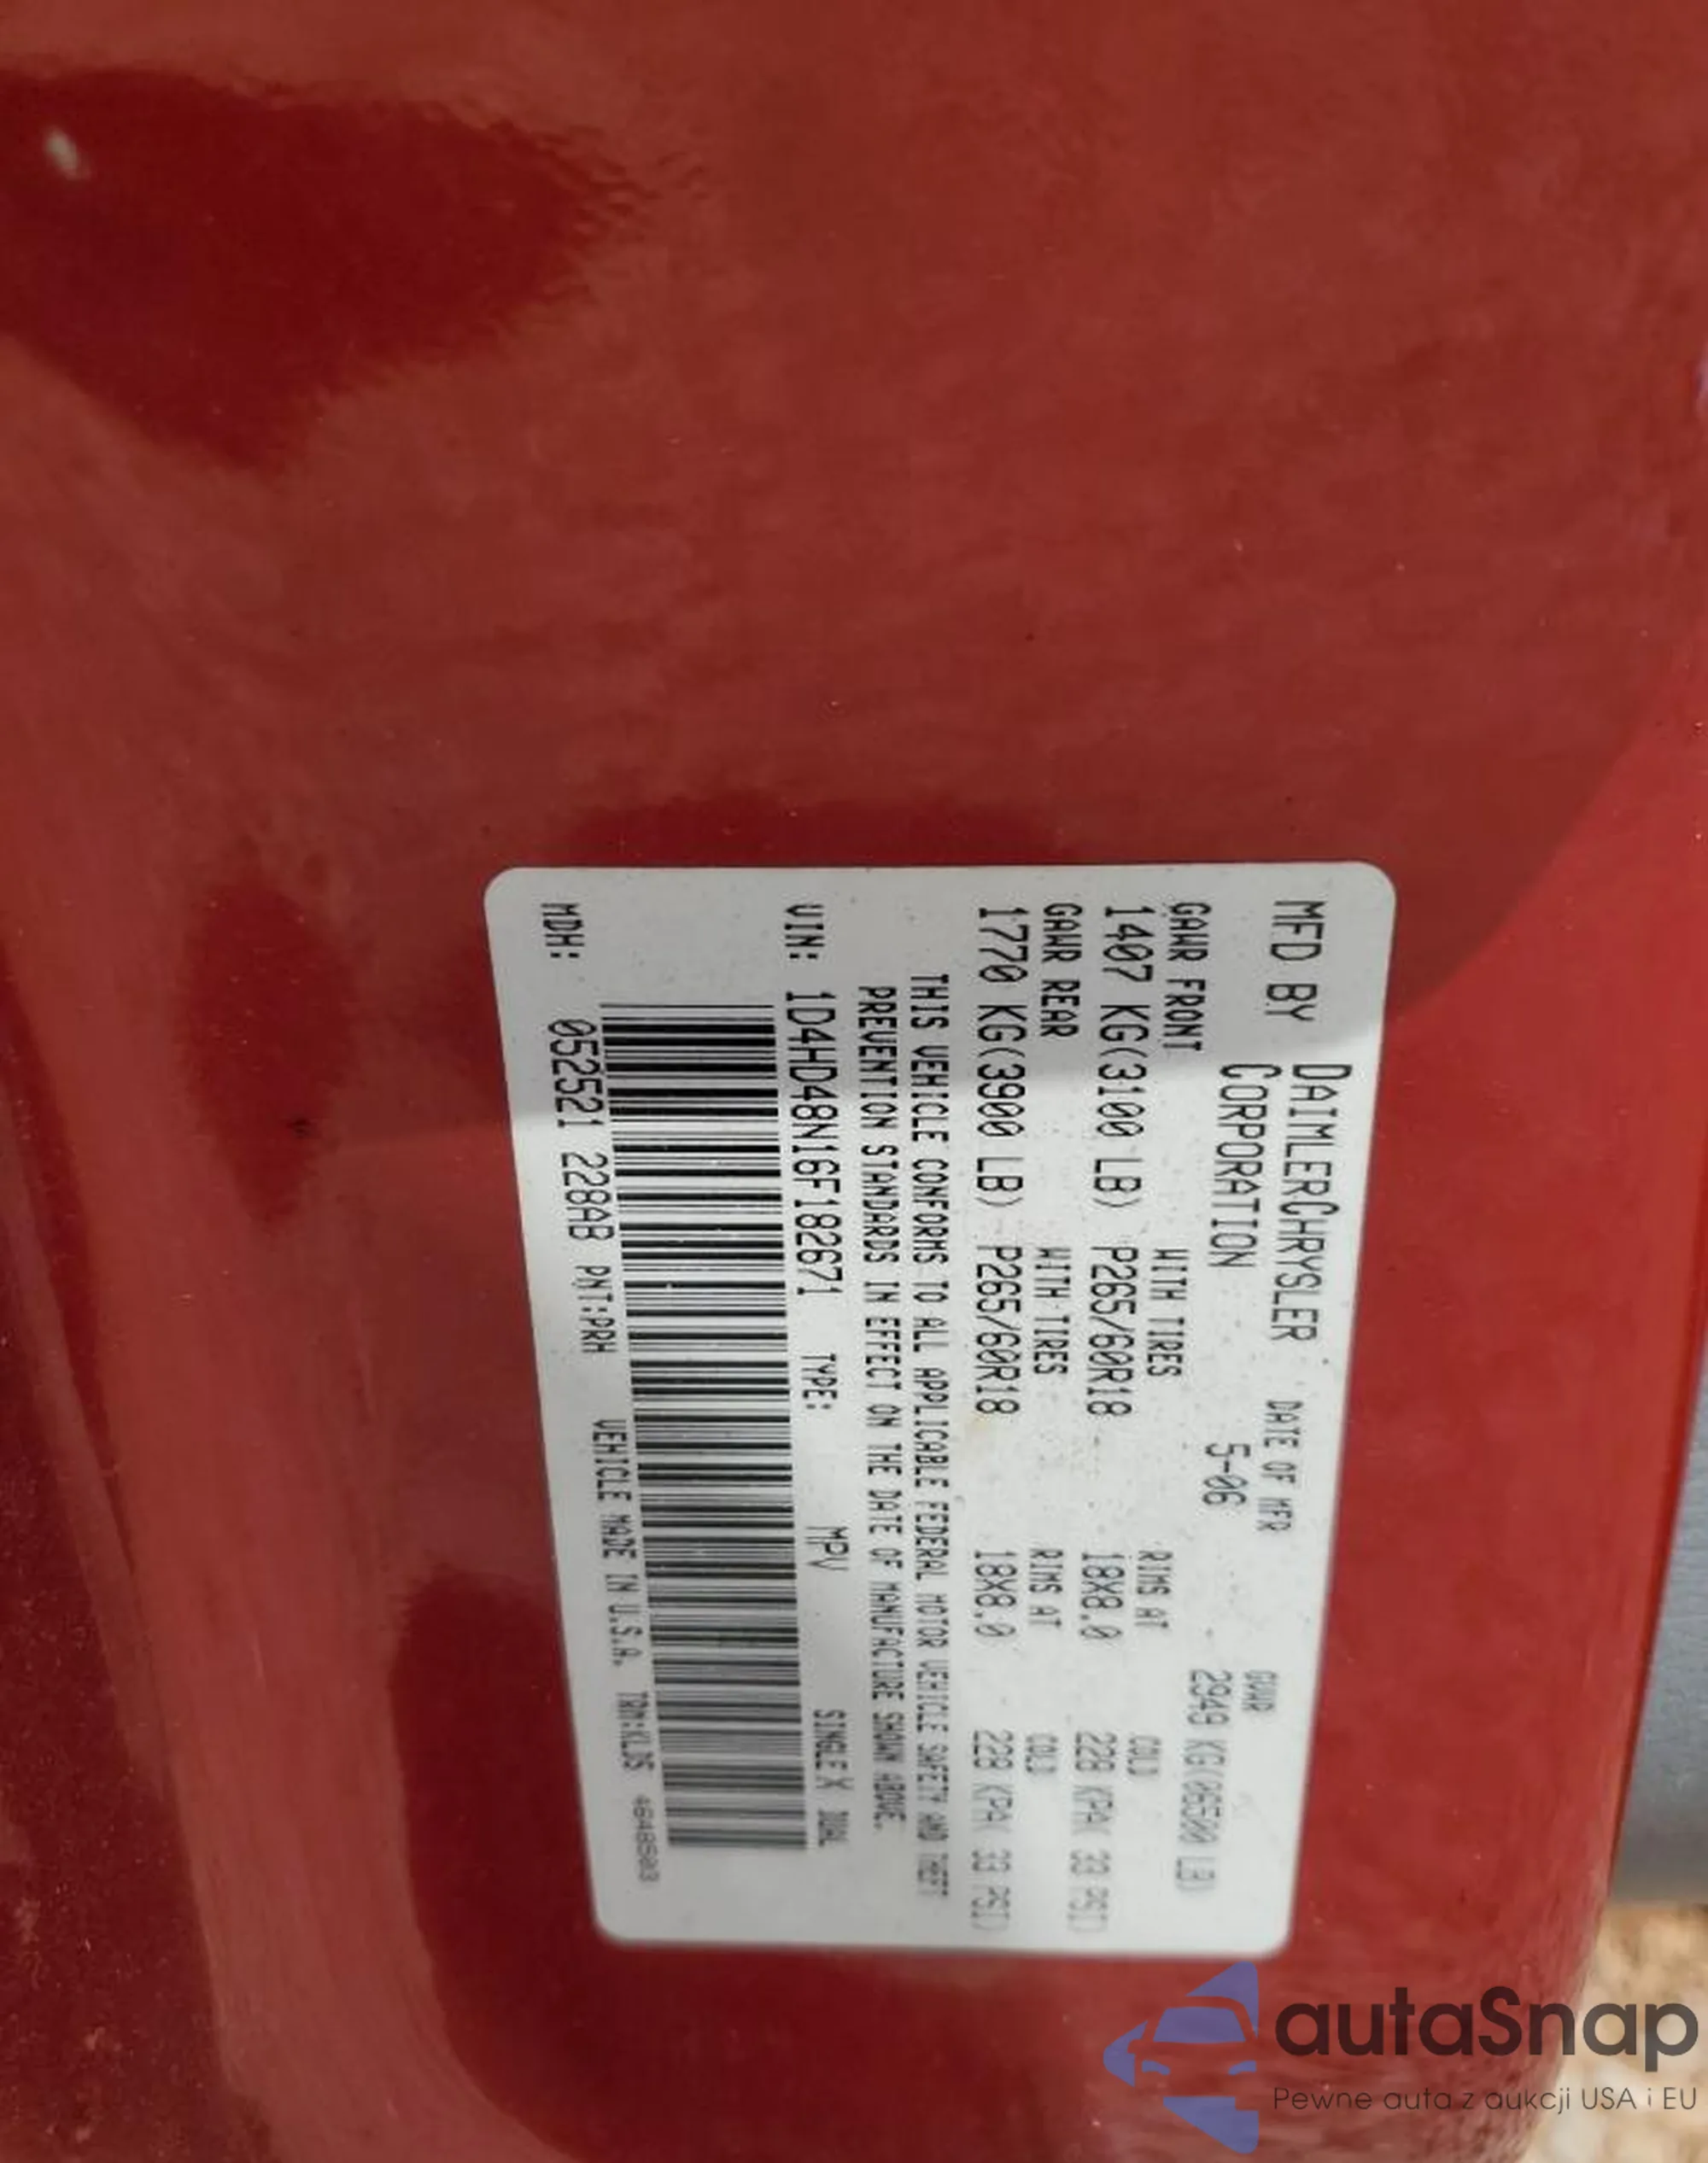 MFD BY DAIMLERCHRYSLER CORPORATION DATE OF MFR 5-06 GVWR 2949 KG(06500 LB)
GAWR FRONT WITH TIRES RIMS AT COLD
1407 KG(3100 LB) P265/60R18 18X8.0 228 KPA( 33 PSI)
GAWR REAR WITH TIRES RIMS AT COLD
1770 KG(3900 LB) P265/60R18 18X8.0 228 KPA( 33 PSI)
THIS VEHICLE CONFORMS TO ALL APPLICABLE FEDERAL MOTOR VEHICLE SAFETY AND THEFT
PREVENTION STANDARDS IN EFFECT ON THE DATE OF MANUFACTURE SHOWN ABOVE.
VIN: 1D4HD48N16F182671 TYPE: MPV SINGLE X DUAL
MDH: 052521 228AB PNT:PRH VEHICLE MADE IN U.S.A. TRM:KLDS
autaSnap
Pewne auta z aukcji USA i EU